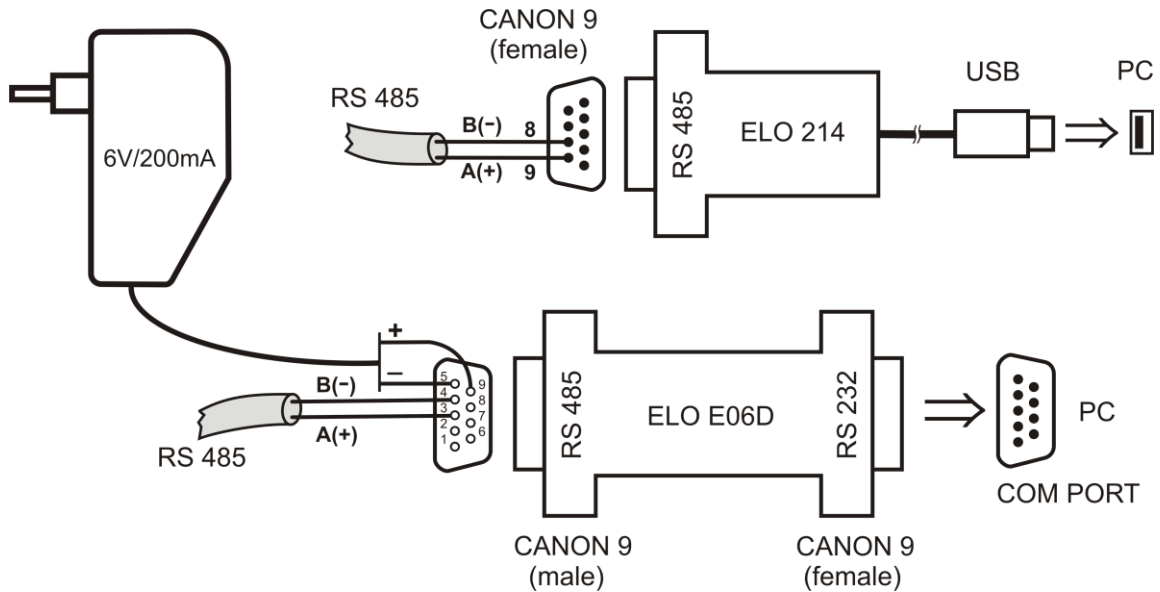 CANON 9
(female)
RS 485
B(−) 8
A(+) 9
RS 485
ELO 214
USB
PC
6V/200mA
+
−
B(−)
A(+)
RS 485
5
4
3
2
1
9
8
7
6
RS 485
ELO E06D
RS 232
PC
COM PORT
CANON 9
(male)
CANON 9
(female)